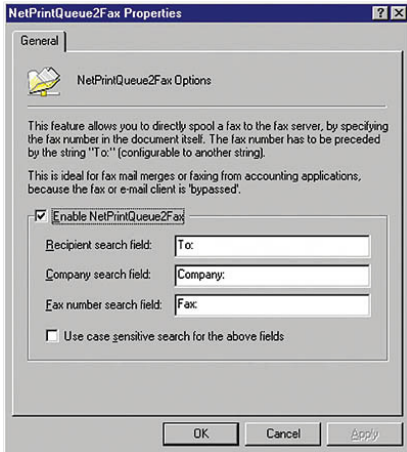 NetPrintQueue2Fax Properties
General
NetPrintQueue2Fax Options
This feature allows you to directly spool a fax to the fax server, by specifying
the fax number in the document itself. The fax number has to be preceded
by the string "To:" (configurable to another string).
This is ideal for fax mail merges or faxing from accounting applications,
because the fax or e-mail client is 'bypassed'.
Enable NetPrintQueue2Fax
Recipient search field: To:
Company search field: Company:
Fax number search field: Fax:
Use case sensitive search for the above fields
OK Cancel Apply